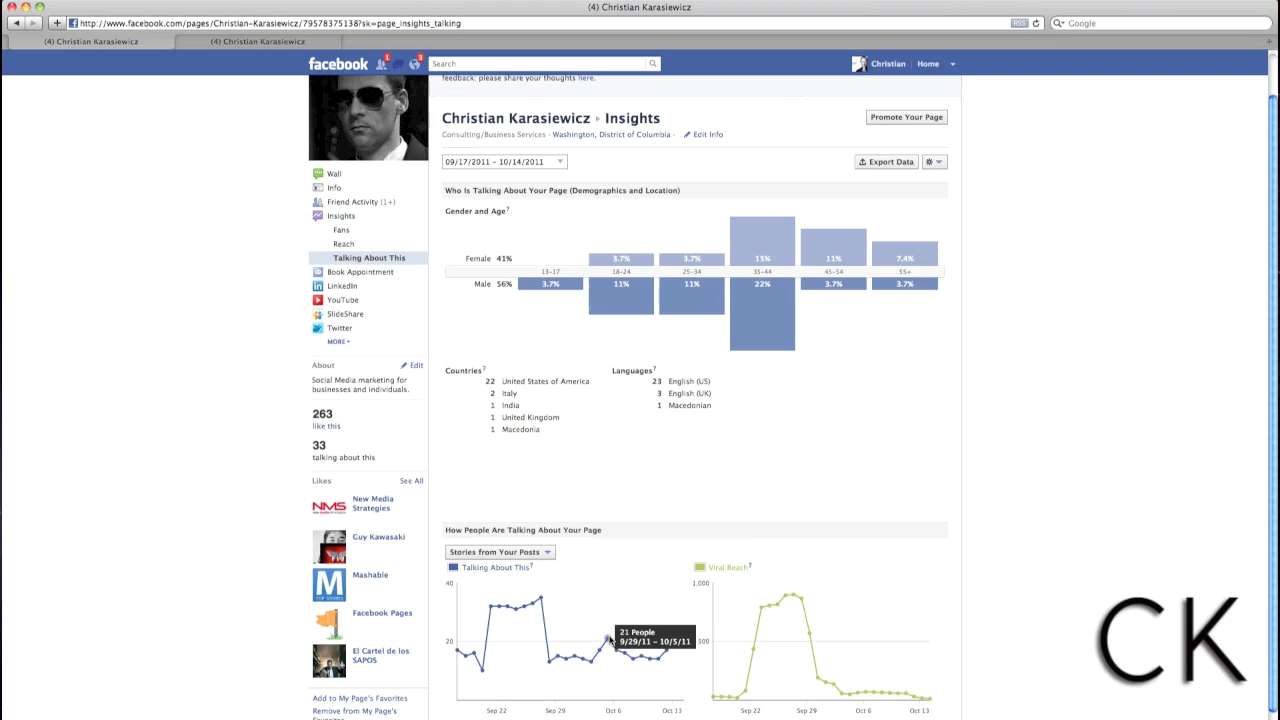 (4) Christian Karasiewicz
http://www.facebook.com/pages/Christian-Karasiewicz/79578375138?sk=page_insights_talking
RSS
Google
(4) Christian Karasiewicz
(4) Christian Karasiewicz
facebook
1
3
Search
Christian
Home
feedback: please share your thoughts here.
Christian Karasiewicz ▸ Insights
Promote Your Page
Consulting/Business Services · Washington, District of Columbia · Edit Info
09/17/2011 – 10/14/2011
Export Data
Wall
Info
Friend Activity (1+)
Insights
Fans
Reach
Talking About This
Book Appointment
LinkedIn
YouTube
SlideShare
Twitter
MORE
About
Edit
Social Media marketing for
businesses and individuals.
263
like this
33
talking about this
Likes
See All
NMS
New Media
Strategies
Guy Kawasaki
M
Mashable
Facebook Pages
El Cartel de los
SAPOS
Add to My Page's Favorites
Remove from My Page's
Favorites
Who Is Talking About Your Page (Demographics and Location)
Gender and Age?
Female 41%
3.7%
3.7%
15%
11%
7.4%
13-17
18-24
25-34
35-44
45-54
55+
Male 56%
3.7%
11%
11%
22%
3.7%
3.7%
Countries?
22 United States of America
2 Italy
1 India
1 United Kingdom
1 Macedonia
Languages?
23 English (US)
3 English (UK)
1 Macedonian
How People Are Talking About Your Page
Stories from Your Posts
Talking About This?
40
20
21 People
9/29/11 – 10/5/11
Sep 22
Sep 29
Oct 6
Oct 13
Viral Reach?
1,000
500
Sep 22
Sep 29
Oct 6
Oct 13
CK